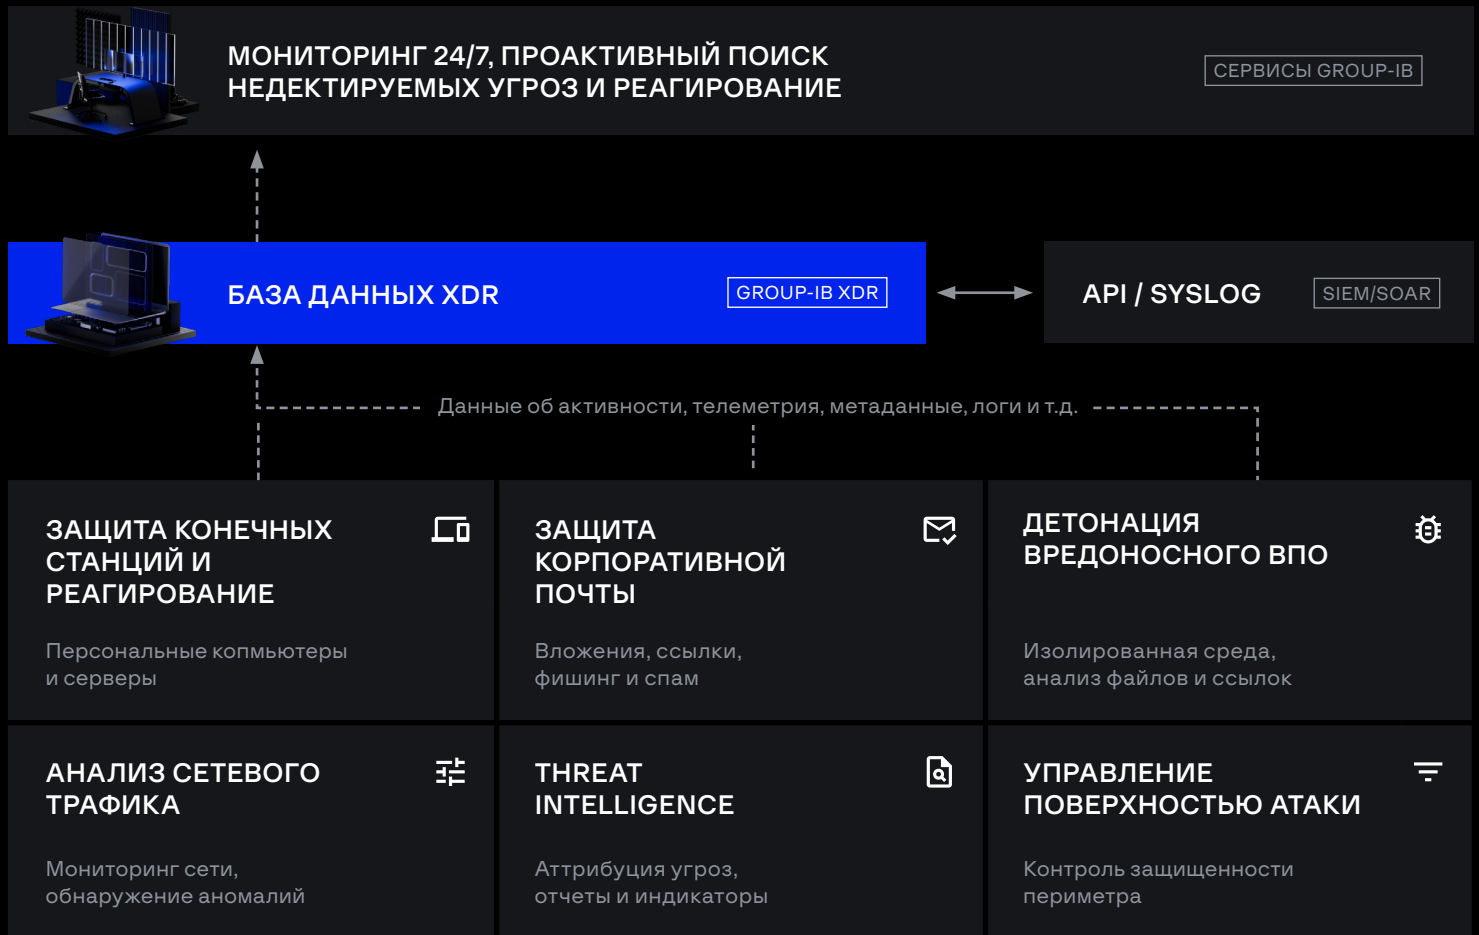 МОНИТОРИНГ 24/7, ПРОАКТИВНЫЙ ПОИСК
НЕДЕКТИРУЕМЫХ УГРОЗ И РЕАГИРОВАНИЕ
СЕРВИСЫ GROUP-IB
БАЗА ДАННЫХ XDR
GROUP-IB XDR
API / SYSLOG
SIEM/SOAR
Данные об активности, телеметрия, метаданные, логи и т.д.
ЗАЩИТА КОНЕЧНЫХ
СТАНЦИЙ И
РЕАГИРОВАНИЕ
Персональные копмьютеры
и серверы
ЗАЩИТА
КОРПОРАТИВНОЙ
ПОЧТЫ
Вложения, ссылки,
фишинг и спам
ДЕТОНАЦИЯ
ВРЕДОНОСНОГО ВПО
Изолированная среда,
анализ файлов и ссылок
АНАЛИЗ СЕТЕВОГО
ТРАФИКА
Мониторинг сети,
обнаружение аномалий
THREAT
INTELLIGENCE
Аттрибуция угроз,
отчеты и индикаторы
УПРАВЛЕНИЕ
ПОВЕРХНОСТЬЮ АТАКИ
Контроль защищенности
периметра